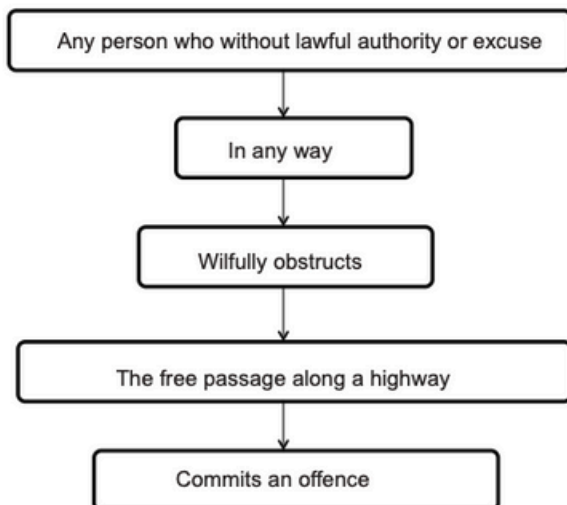 Any person who without lawful authority or excuse
In any way
Wilfully obstructs
The free passage along a highway
Commits an offence